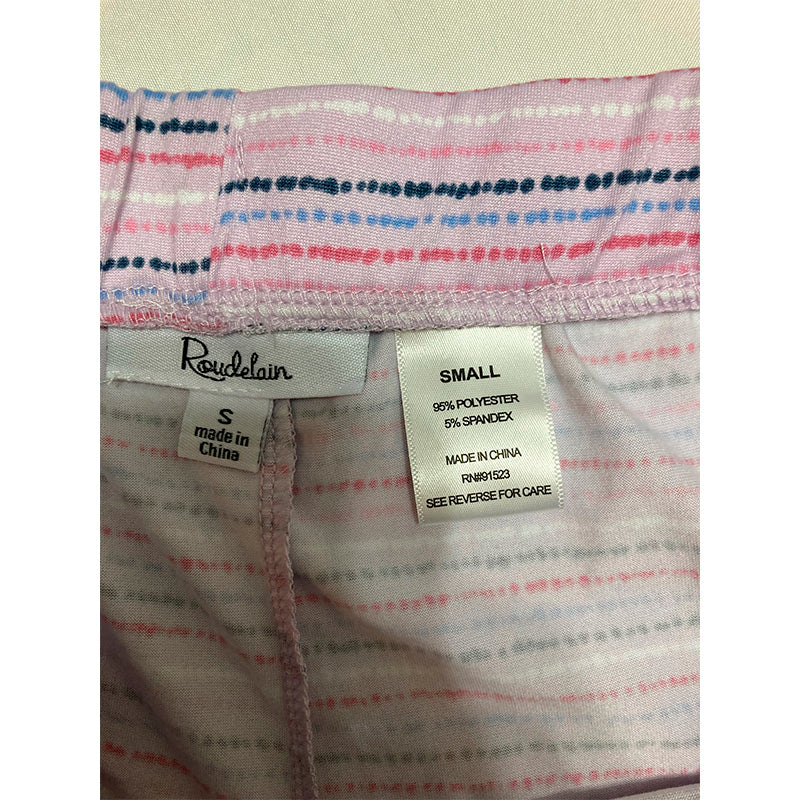 Roudelain
S
made in
China
SMALL
95% POLYESTER
5% SPANDEX
MADE IN CHINA
RN#91523
SEE REVERSE FOR CARE